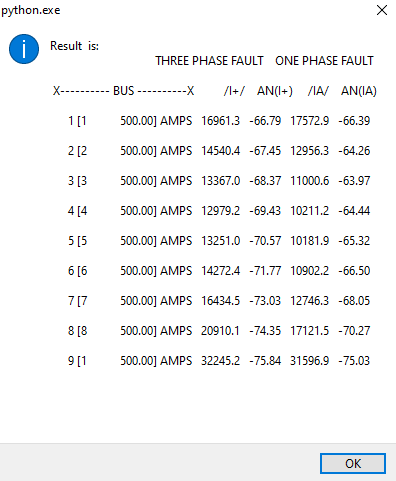 python.exe
Result is:
THREE PHASE FAULT ONE PHASE FAULT
X---------- BUS ----------X /I+/ AN(I+) /IA/ AN(IA)
1 [1 500.00] AMPS 16961.3 -66.79 17572.9 -66.39
2 [2 500.00] AMPS 14540.4 -67.45 12956.3 -64.26
3 [3 500.00] AMPS 13367.0 -68.37 11000.6 -63.97
4 [4 500.00] AMPS 12979.2 -69.43 10211.2 -64.44
5 [5 500.00] AMPS 13251.0 -70.57 10181.9 -65.32
6 [6 500.00] AMPS 14272.4 -71.77 10902.2 -66.50
7 [7 500.00] AMPS 16434.5 -73.03 12746.3 -68.05
8 [8 500.00] AMPS 20910.1 -74.35 17121.5 -70.27
9 [1 500.00] AMPS 32245.2 -75.84 31596.9 -75.03
OK